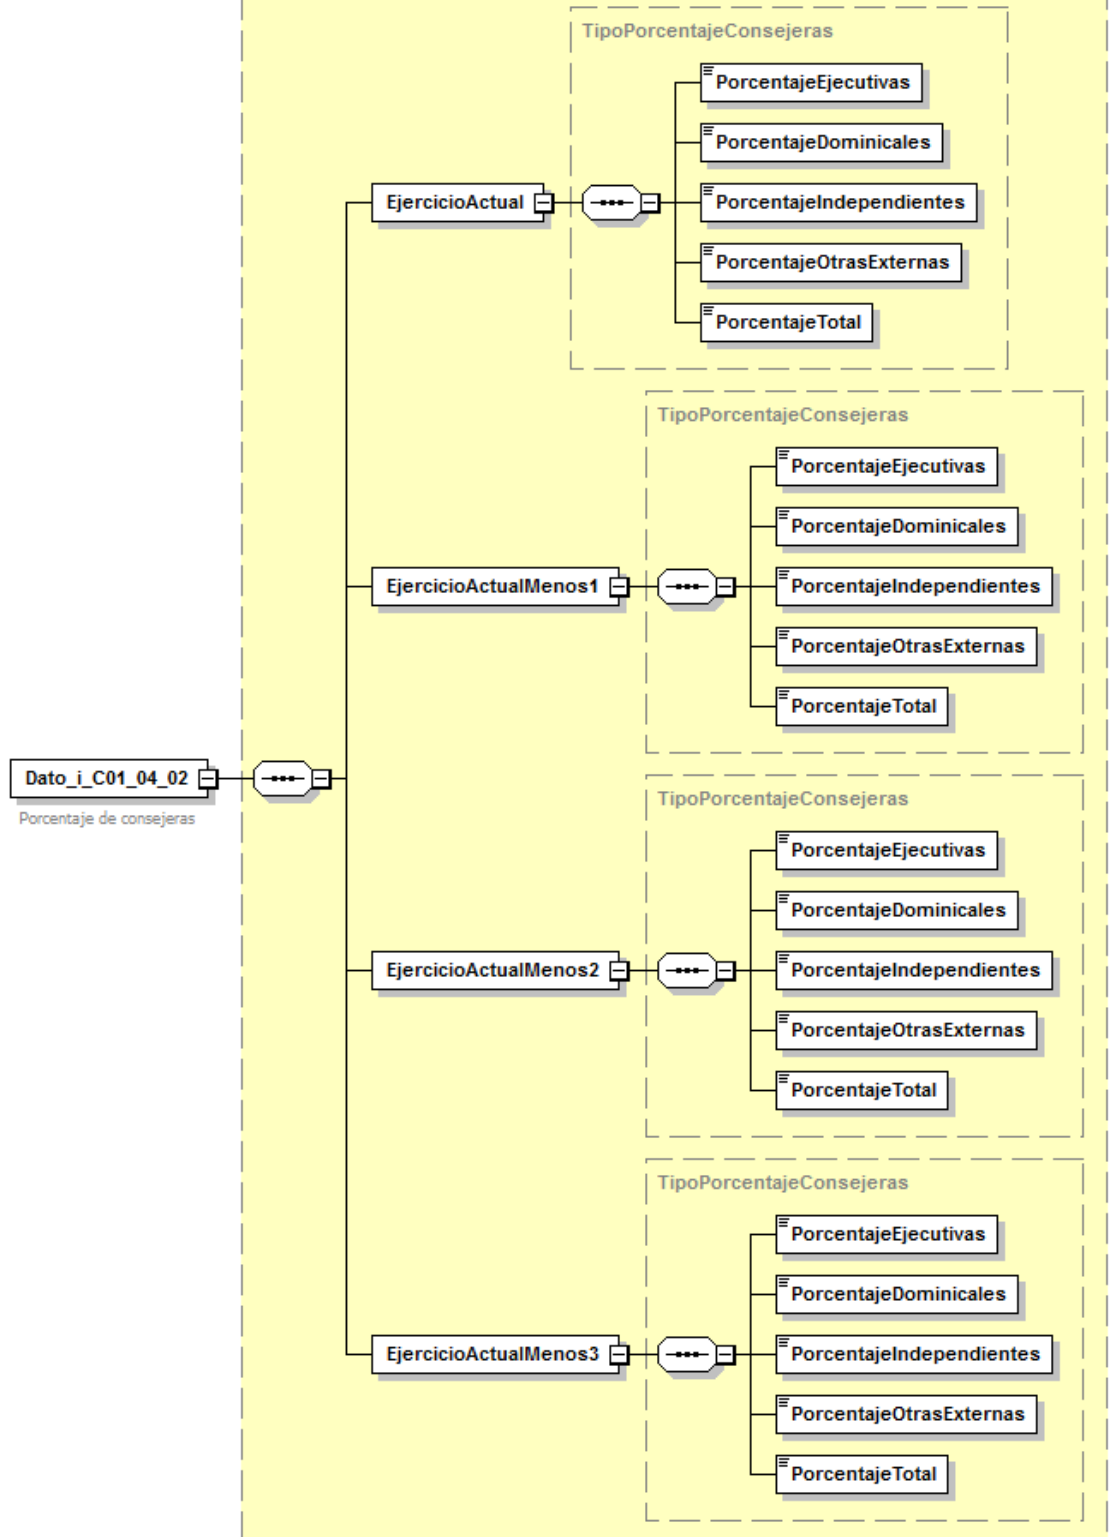 TipoPorcentajeConsejeras
PorcentajeEjecutivas
PorcentajeDominicales
EjercicioActual
PorcentajeIndependientes
PorcentajeOtrasExternas
PorcentajeTotal
TipoPorcentajeConsejeras
PorcentajeEjecutivas
PorcentajeDominicales
EjercicioActualMenos1
PorcentajeIndependientes
PorcentajeOtrasExternas
PorcentajeTotal
Dato_i_C01_04_02
Porcentaje de consejeras
TipoPorcentajeConsejeras
PorcentajeEjecutivas
PorcentajeDominicales
EjercicioActualMenos2
PorcentajeIndependientes
PorcentajeOtrasExternas
PorcentajeTotal
TipoPorcentajeConsejeras
PorcentajeEjecutivas
PorcentajeDominicales
EjercicioActualMenos3
PorcentajeIndependientes
PorcentajeOtrasExternas
PorcentajeTotal